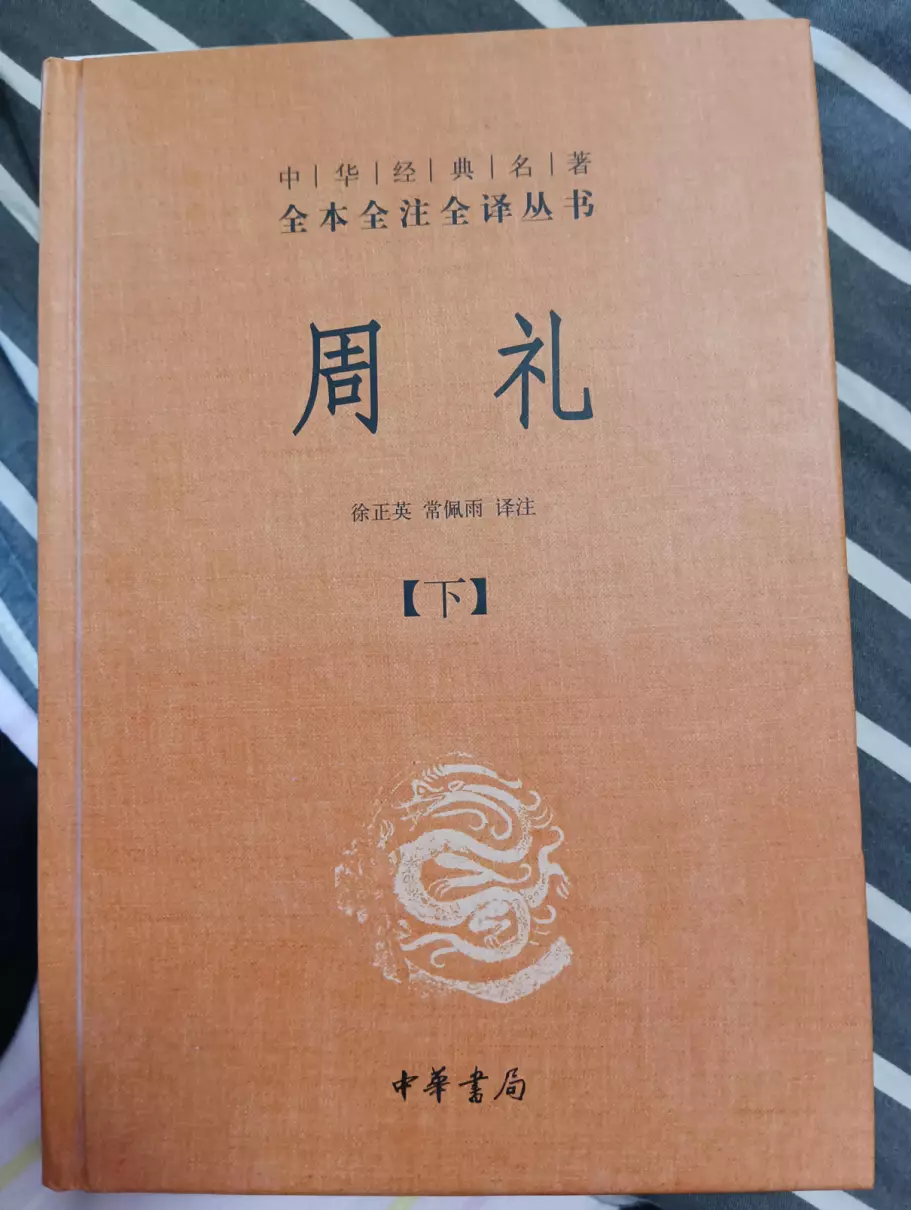 中|华|经|典|名|著
全本全注全译丛书
周礼
徐正英 常佩雨 译注
【下】
中華書局